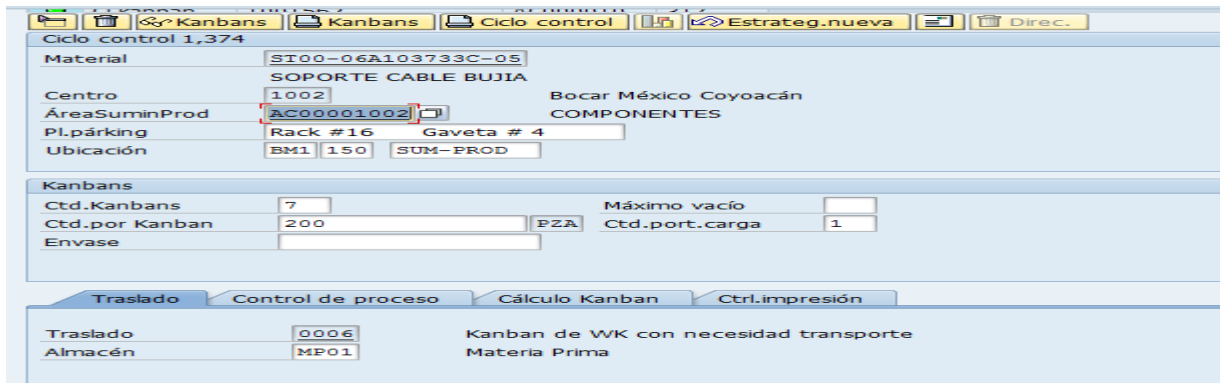 Kanbans Kanbans Ciclo control Estrateg.nueva Direc.
Ciclo control 1,374
Material ST00-06A103733C-05
SOPORTE CABLE BUJIA
Centro 1002 Bocar México Coyoacán
ÁreaSuminProd AC00001002 COMPONENTES
Pl.párking Rack #16 Gaveta # 4
Ubicación BM1 150 SUM-PROD
Kanbans
Ctd.Kanbans 7 Máximo vacío
Ctd.por Kanban 200 PZA Ctd.port.carga 1
Envase
Traslado Control de proceso Cálculo Kanban Ctrl.impresión
Traslado 0006 Kanban de WK con necesidad transporte
Almacén MP01 Materia Prima